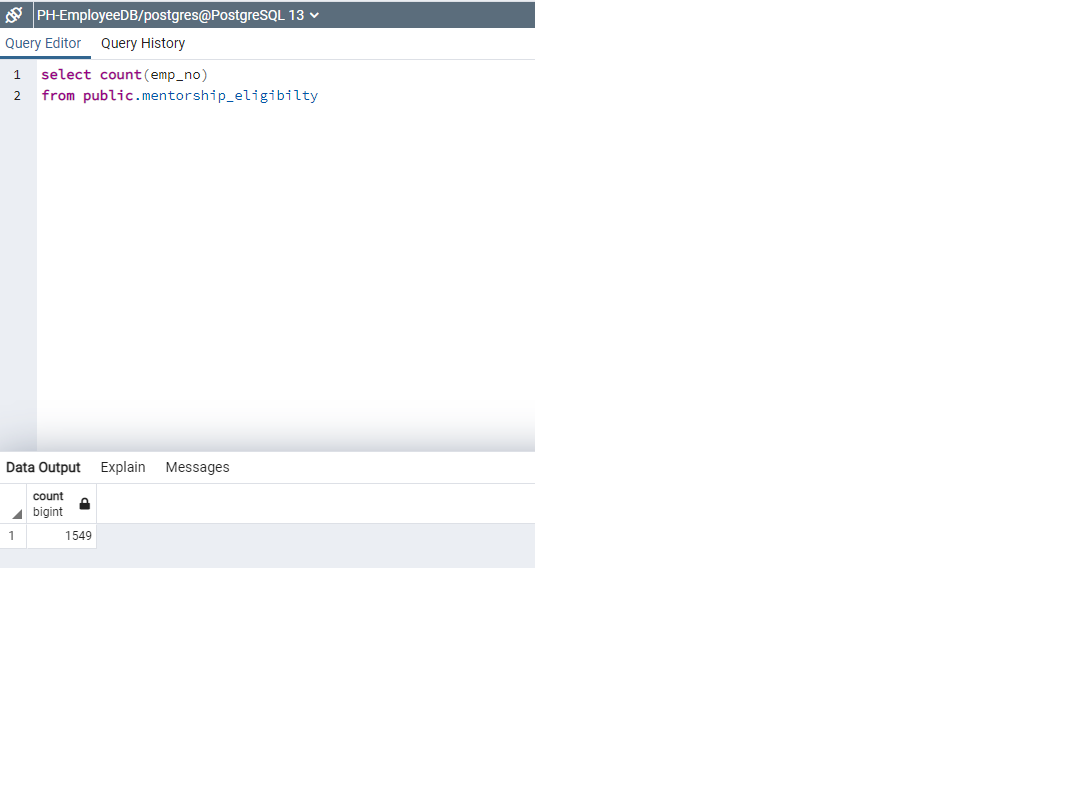 PH-EmployeeDB/postgres@PostgreSQL 13
Query Editor Query History
1 select count(emp_no)
2 from public.mentorship_eligibilty
Data Output Explain Messages
count
bigint
1 1549